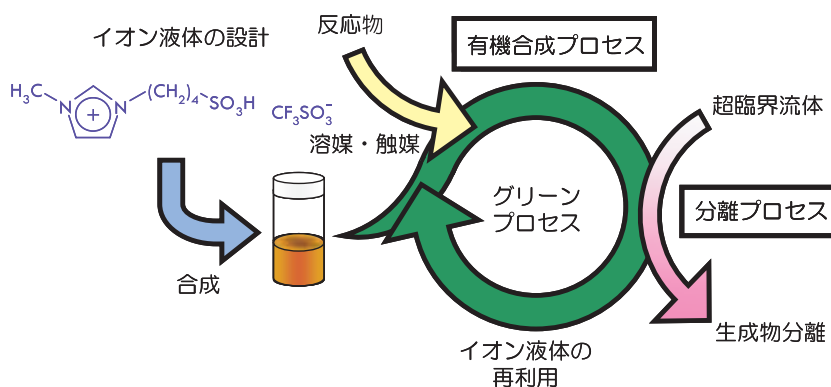 イオン液体の設計
H₃C N N (CH₂)₄ SO₃H
+
CF₃SO₃⁻
合成
反応物
溶媒・触媒
有機合成プロセス
グリーン
プロセス
超臨界流体
分離プロセス
生成物分離
イオン液体の
再利用